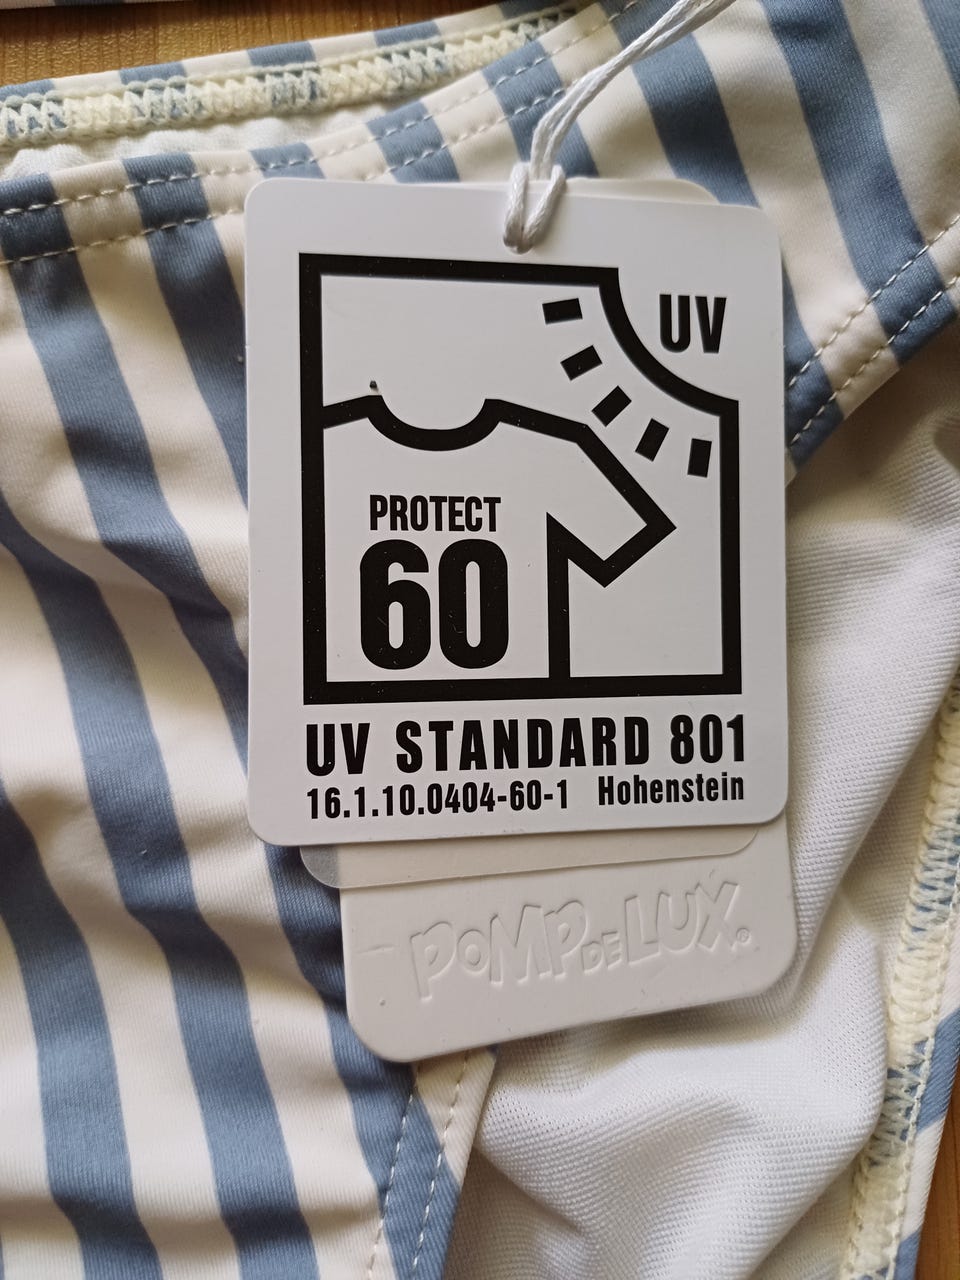 UV
PROTECT
60
UV STANDARD 801
16.1.10.0404-60-1 Hohenstein
POMPDELUX®